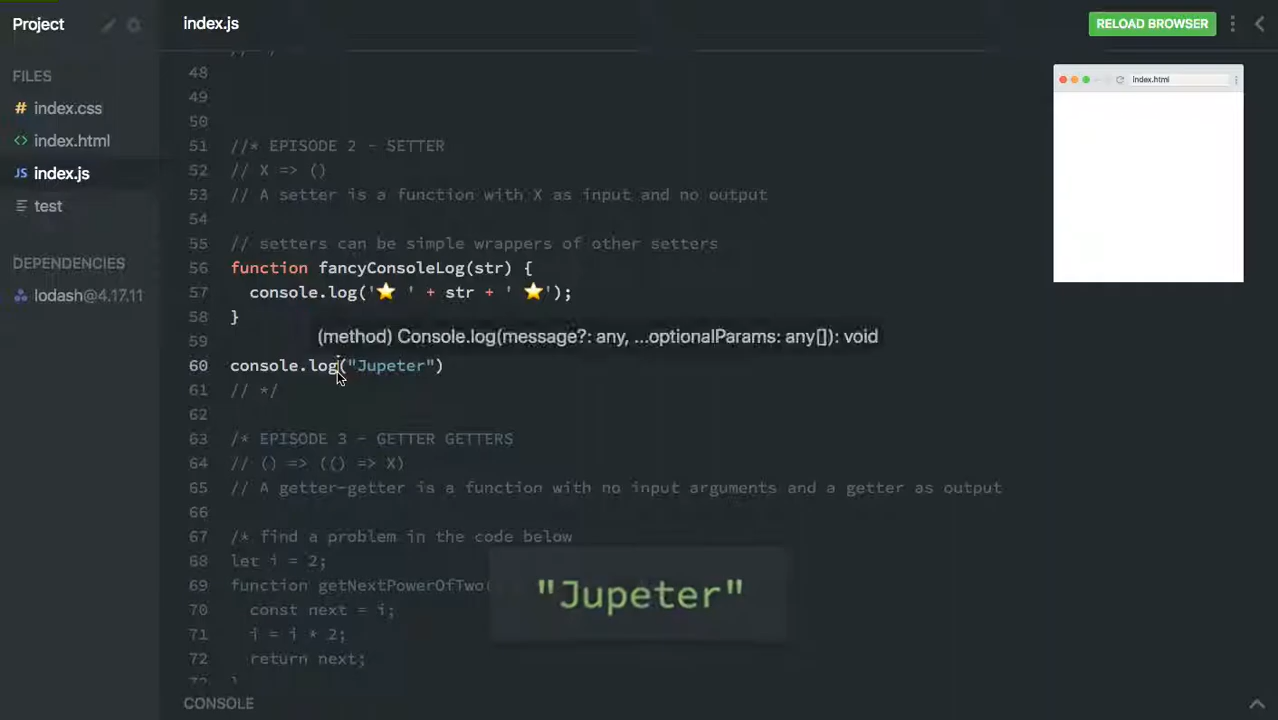 Project
index.js
RELOAD BROWSER
FILES
index.css
index.html
JS index.js
test
DEPENDENCIES
lodash@4.17.11
index.html
48
49
50
51 //* EPISODE 2 - SETTER
52 // X => ()
53 // A setter is a function with X as input and no output
54
55 // setters can be simple wrappers of other setters
56 function fancyConsoleLog(str) {
57 console.log('⭐ ' + str + ' ⭐');
58 }
(method) Console.log(message?: any, ...optionalParams: any[]): void
59
60 console.log("Jupeter")
61 // */
62
63 /* EPISODE 3 - GETTER GETTERS
64 // () => (() => X)
65 // A getter-getter is a function with no input arguments and a getter as output
66
67 /* find a problem in the code below
68 let i = 2;
69 function getNextPowerOfTwo(
70 const next = i;
71 i = i * 2;
72 return next;
"Jupeter"
CONSOLE